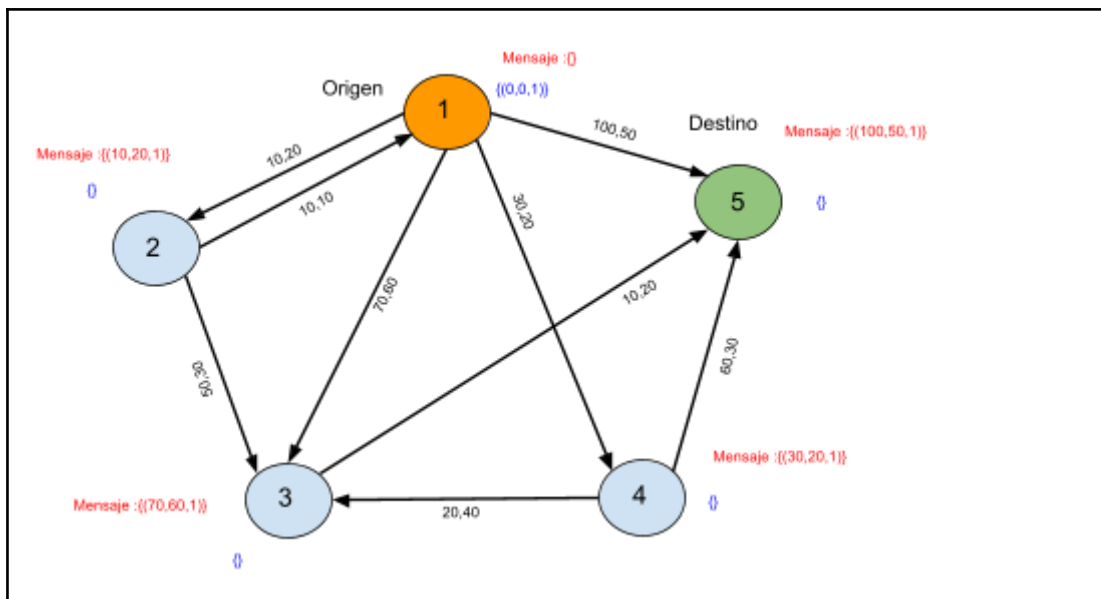 Mensaje :{}
Origen
1
{(0,0,1)}
100,50
Destino
Mensaje :{(100,50,1)}
Mensaje :{(10,20,1)}
10,20
{}
10,10
30,20
5
{}
2
70,60
10,20
50,30
60,30
Mensaje :{(30,20,1)}
Mensaje :{(70,60,1)}
3
4
20,40
{}
{}